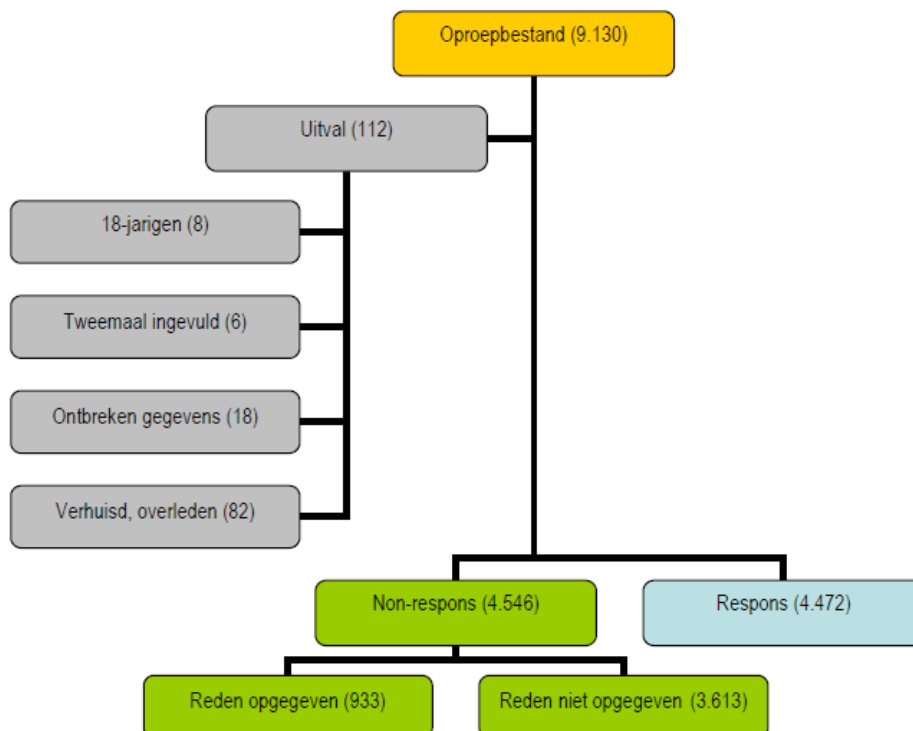 Oproepbestand (9.130)
Uitval (112)
18-jarigen (8)
Tweemaal ingevuld (6)
Ontbreken gegevens (18)
Verhuisd, overleden (82)
Non-respons (4.546)
Respons (4.472)
Reden opgegeven (933)
Reden niet opgegeven (3.613)